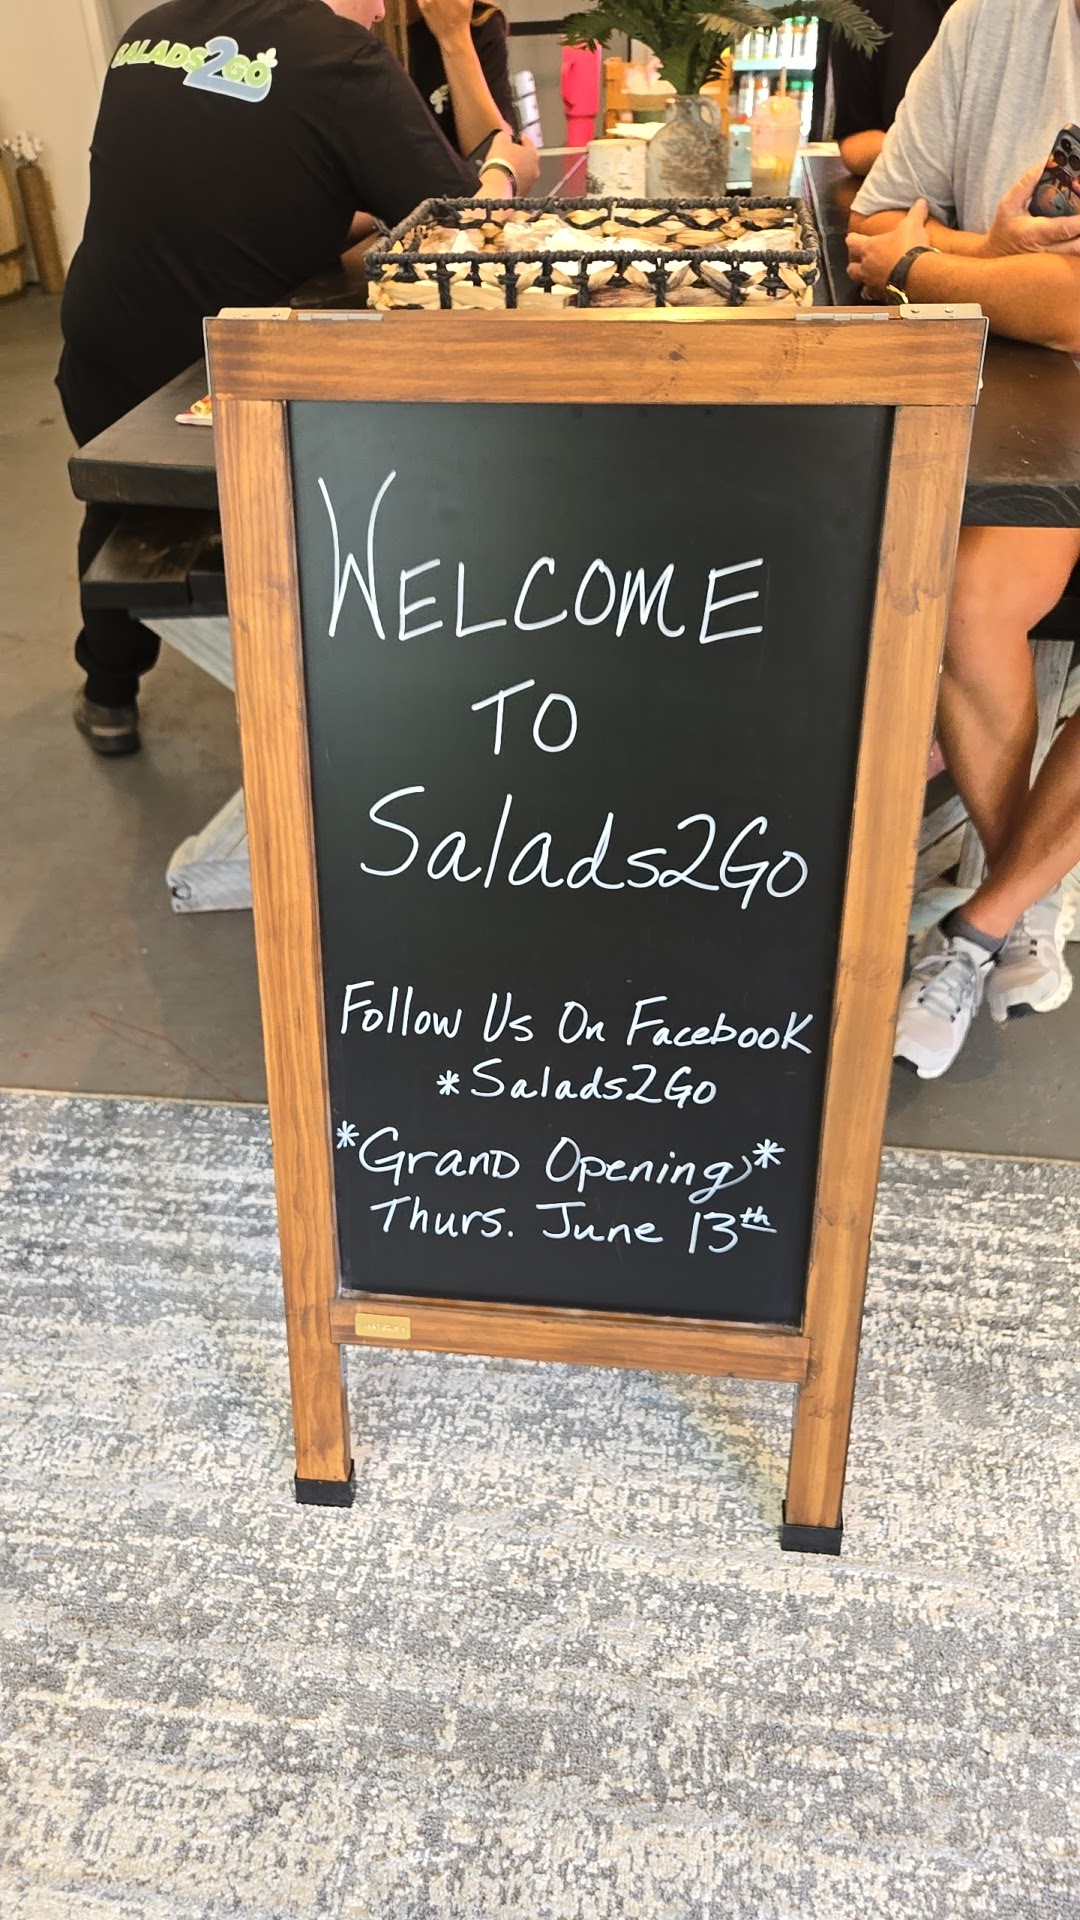 SALADS2GO
WELCOME
TO
Salads2Go
Follow Us On Facebook
*Salads2Go
*Grand Opening*
Thurs. June 13th